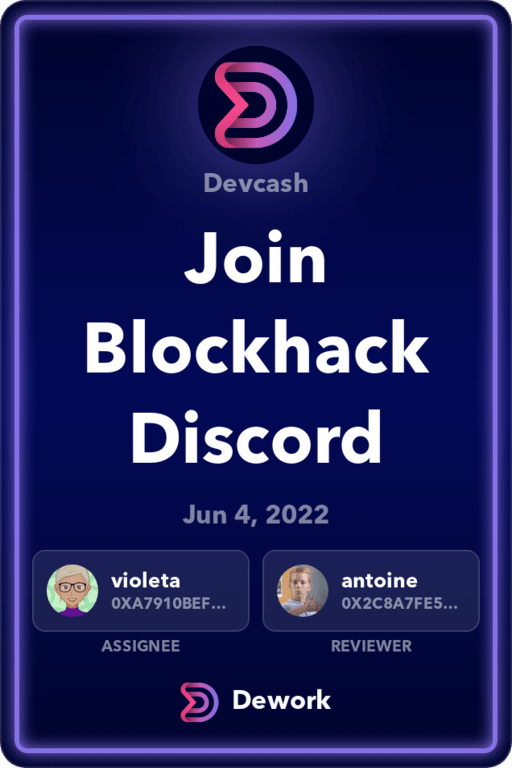 Devcash
Join
Blockhack
Discord
Jun 4, 2022
violeta
0XA7910BEF...
ASSIGNEE
antoine
0X2C8A7FE5...
REVIEWER
Dework